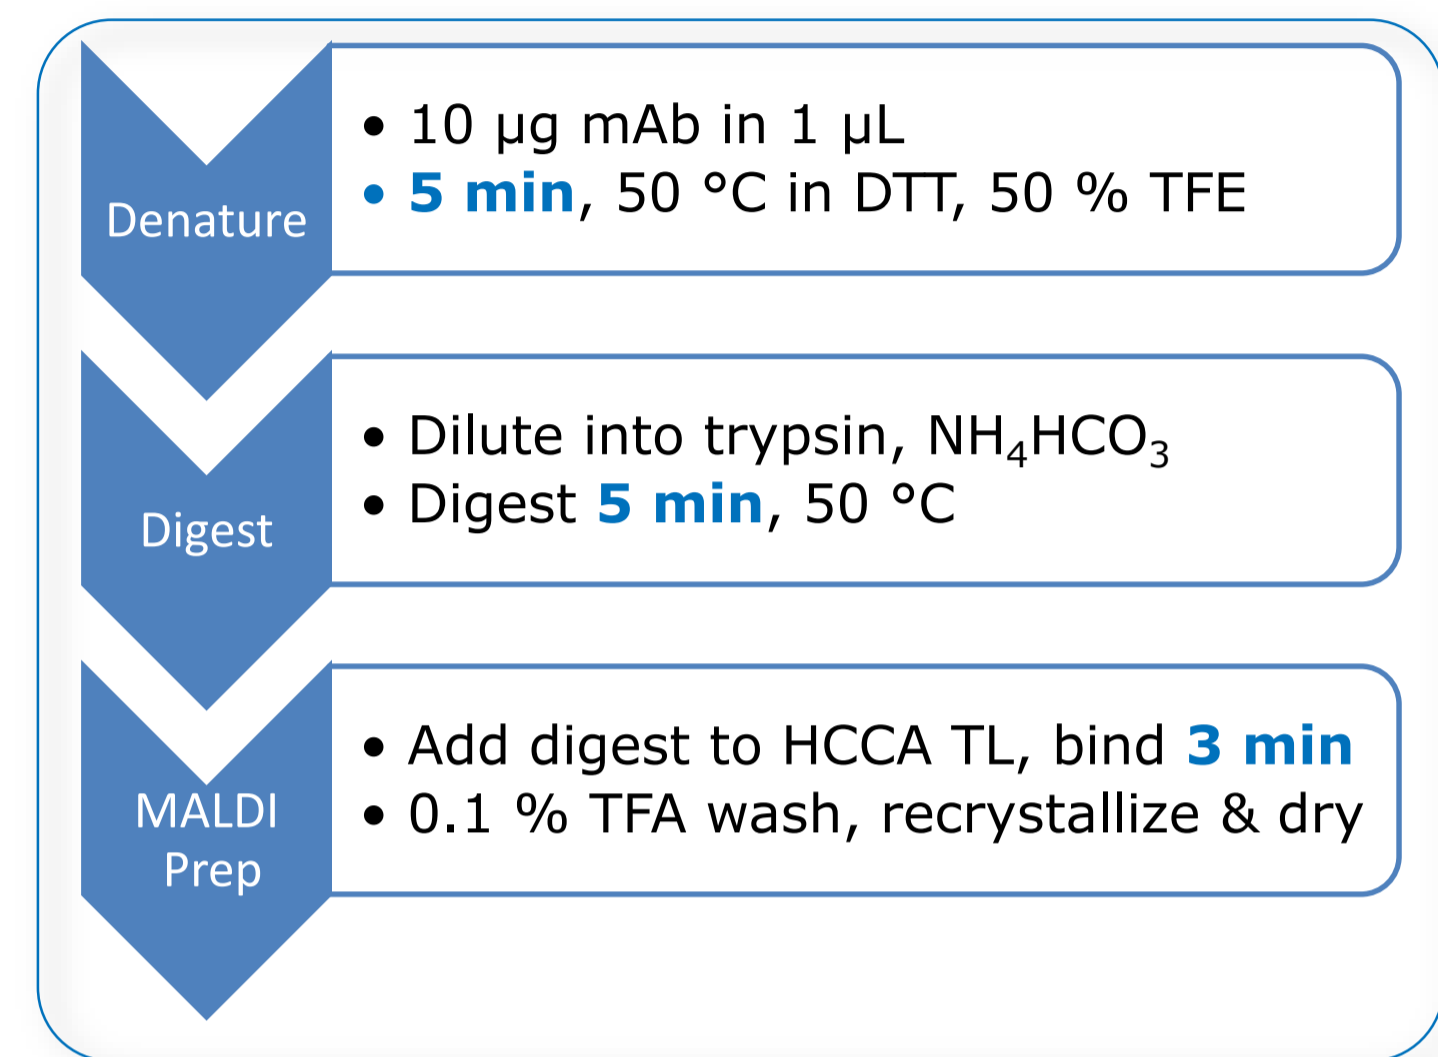 Denature
• 10 µg mAb in 1 µL
• 5 min, 50 °C in DTT, 50 % TFE
Digest
• Dilute into trypsin, NH₄HCO₃
• Digest 5 min, 50 °C
MALDI
Prep
• Add digest to HCCA TL, bind 3 min
• 0.1 % TFA wash, recrystallize & dry